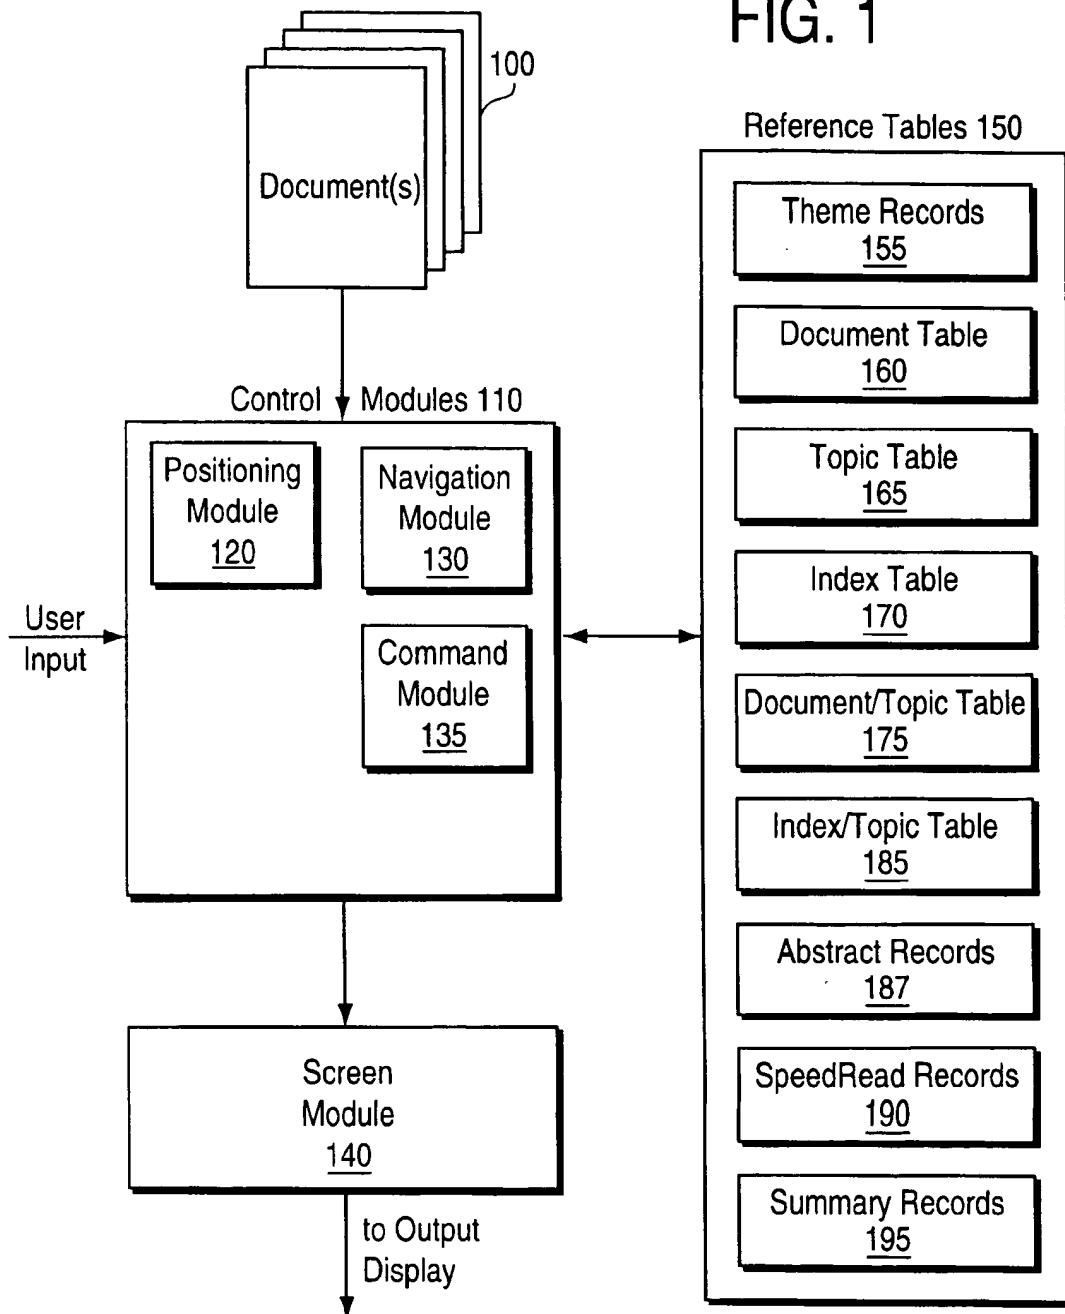 FIG. 1
100
Document(s)
Reference Tables 150
Theme Records
155
Document Table
160
Topic Table
165
Index Table
170
Document/Topic Table
175
Index/Topic Table
185
Abstract Records
187
SpeedRead Records
190
Summary Records
195
Control Modules 110
Positioning
Module
120
Navigation
Module
130
Command
Module
135
User
Input
Screen
Module
140
to Output
Display